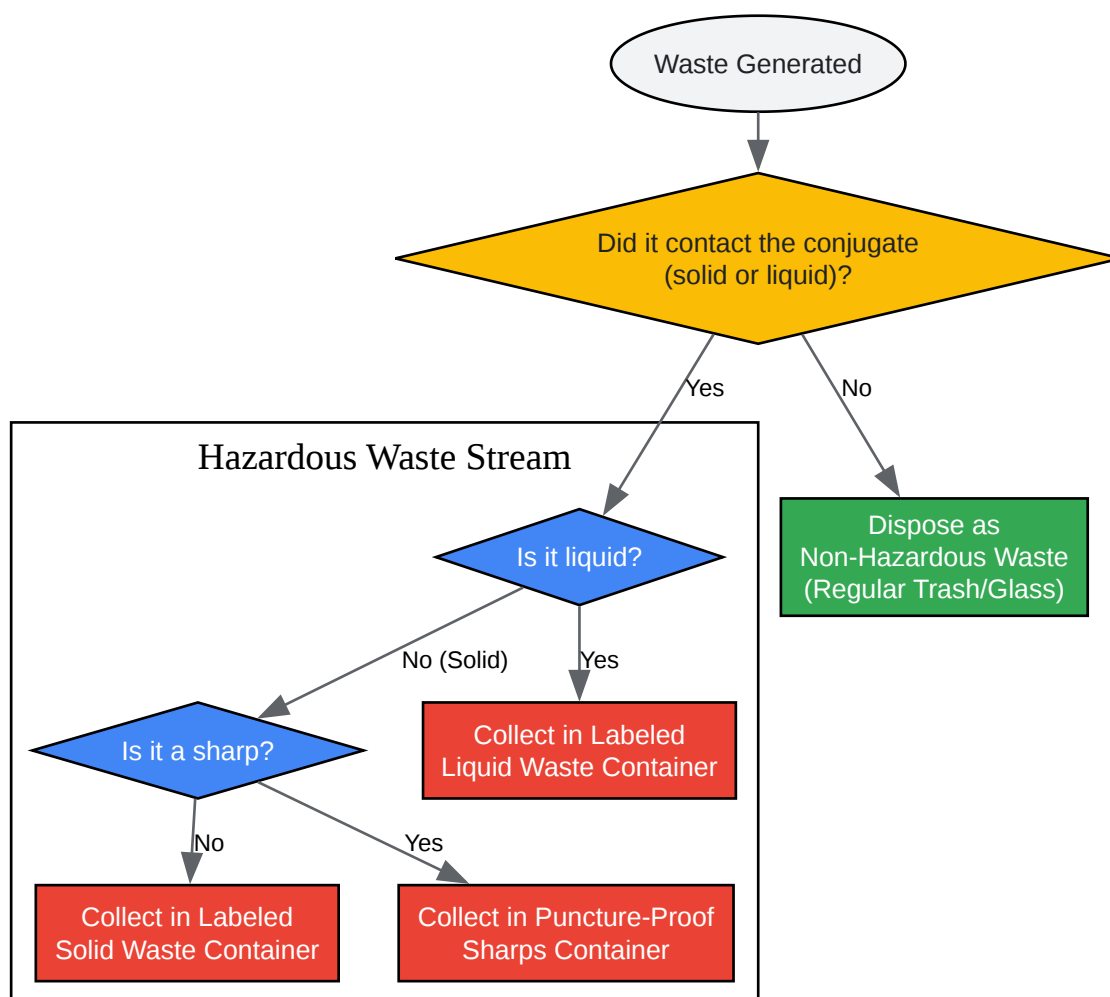 Waste Generated
Did it contact the conjugate
(solid or liquid)?
Yes
No
Hazardous Waste Stream
Dispose as
Non-Hazardous Waste
(Regular Trash/Glass)
Is it liquid?
No (Solid)
Yes
Is it a sharp?
Collect in Labeled
Liquid Waste Container
No
Yes
Collect in Labeled
Solid Waste Container
Collect in Puncture-Proof
Sharps Container